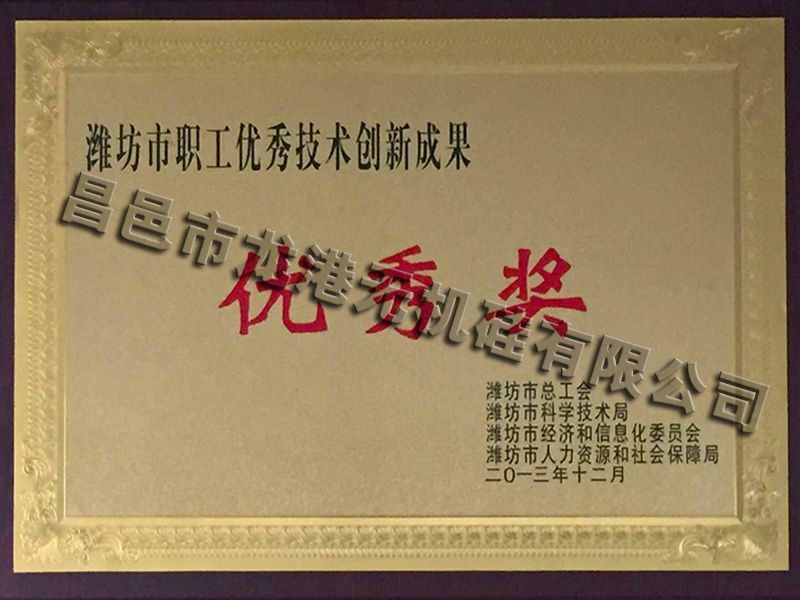 潍坊市职工优秀技术创新成果
昌邑市龙港无机硅有限公司
优秀奖
潍坊市总工会
潍坊市科学技术局
潍坊市经济和信息化委员会
潍坊市人力资源和社会保障局
二〇一三年十二月